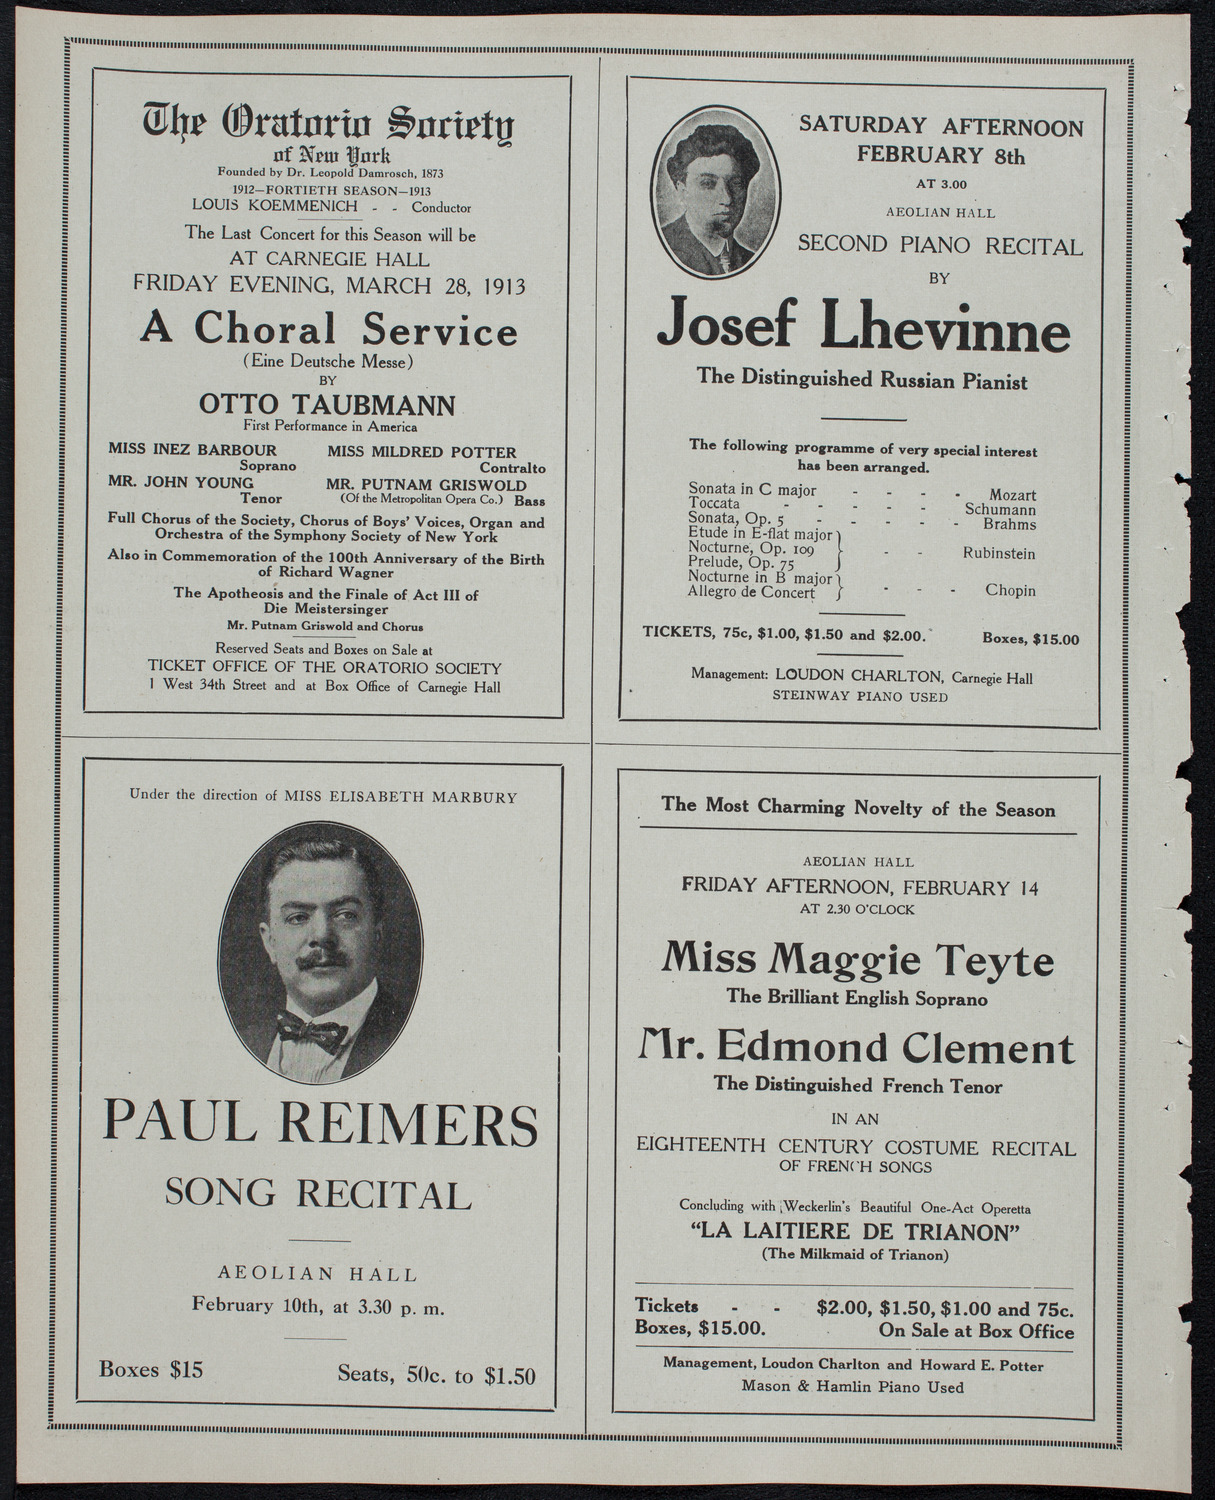 The Oratorio Society
of New York
Founded by Dr. Leopold Damrosch, 1873
1912—FORTIETH SEASON—1913
LOUIS KOEMMENICH - - Conductor
The Last Concert for this Season will be
AT CARNEGIE HALL
FRIDAY EVENING, MARCH 28, 1913
A Choral Service
(Eine Deutsche Messe)
BY
OTTO TAUBMANN
First Performance in America
MISS INEZ BARBOUR MISS MILDRED POTTER
Soprano Contralto
MR. JOHN YOUNG MR. PUTNAM GRISWOLD
Tenor (Of the Metropolitan Opera Co.) Bass
Full Chorus of the Society, Chorus of Boys' Voices, Organ and
Orchestra of the Symphony Society of New York
Also in Commemoration of the 100th Anniversary of the Birth
of Richard Wagner
The Apotheosis and the Finale of Act III of
Die Meistersinger
Mr. Putnam Griswold and Chorus
Reserved Seats and Boxes on Sale at
TICKET OFFICE OF THE ORATORIO SOCIETY
1 West 34th Street and at Box Office of Carnegie Hall
SATURDAY AFTERNOON
FEBRUARY 8th
AT 3.00
AEOLIAN HALL
SECOND PIANO RECITAL
BY
Josef Lhevinne
The Distinguished Russian Pianist
The following programme of very special interest
has been arranged.
Sonata in C major - - - - Mozart
Toccata - - - - - Schumann
Sonata, Op. 5 - - - - - Brahms
Etude in E-flat major
Nocturne, Op. 109 } - - Rubinstein
Prelude, Op. 75
Nocturne in B major
Allegro de Concert } - - - Chopin
TICKETS, 75c, $1.00, $1.50 and $2.00. Boxes, $15.00
Management: LOUDON CHARLTON, Carnegie Hall
STEINWAY PIANO USED
Under the direction of MISS ELISABETH MARBURY
PAUL REIMERS
SONG RECITAL
AEOLIAN HALL
February 10th, at 3.30 p. m.
Boxes $15 Seats, 50c. to $1.50
The Most Charming Novelty of the Season
AEOLIAN HALL
FRIDAY AFTERNOON, FEBRUARY 14
AT 2.30 O'CLOCK
Miss Maggie Teyte
The Brilliant English Soprano
Mr. Edmond Clement
The Distinguished French Tenor
IN AN
EIGHTEENTH CENTURY COSTUME RECITAL
OF FRENCH SONGS
Concluding with Weckerlin's Beautiful One-Act Operetta
"LA LAITIERE DE TRIANON"
(The Milkmaid of Trianon)
Tickets - - $2.00, $1.50, $1.00 and 75c.
Boxes, $15.00. On Sale at Box Office
Management, Loudon Charlton and Howard E. Potter
Mason & Hamlin Piano Used